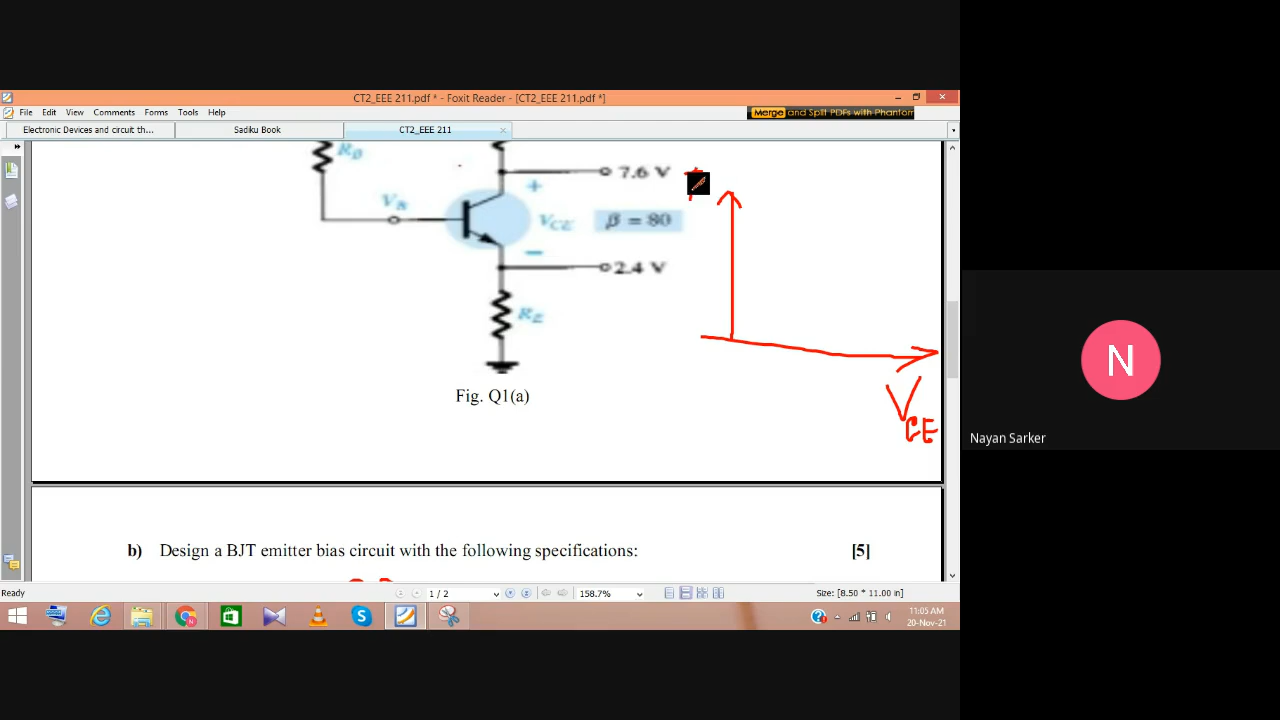 CT2_EEE 211.pdf * - Foxit Reader - [CT2_EEE 211.pdf *]
File Edit View Comments Forms Tools Help
Merge and Split PDFs with Phantom
Electronic Devices and circuit th... Sadiku Book CT2_EEE 211
R_B
7.6 V
+
V_B
V_CE
β = 80
−
2.4 V
R_E
V_CE
Fig. Q1(a)
b) Design a BJT emitter bias circuit with the following specifications: [5]
Ready 1 / 2 158.7% Size: [8.50 * 11.00 in]
11:05 AM
20-Nov-21
N
Nayan Sarker